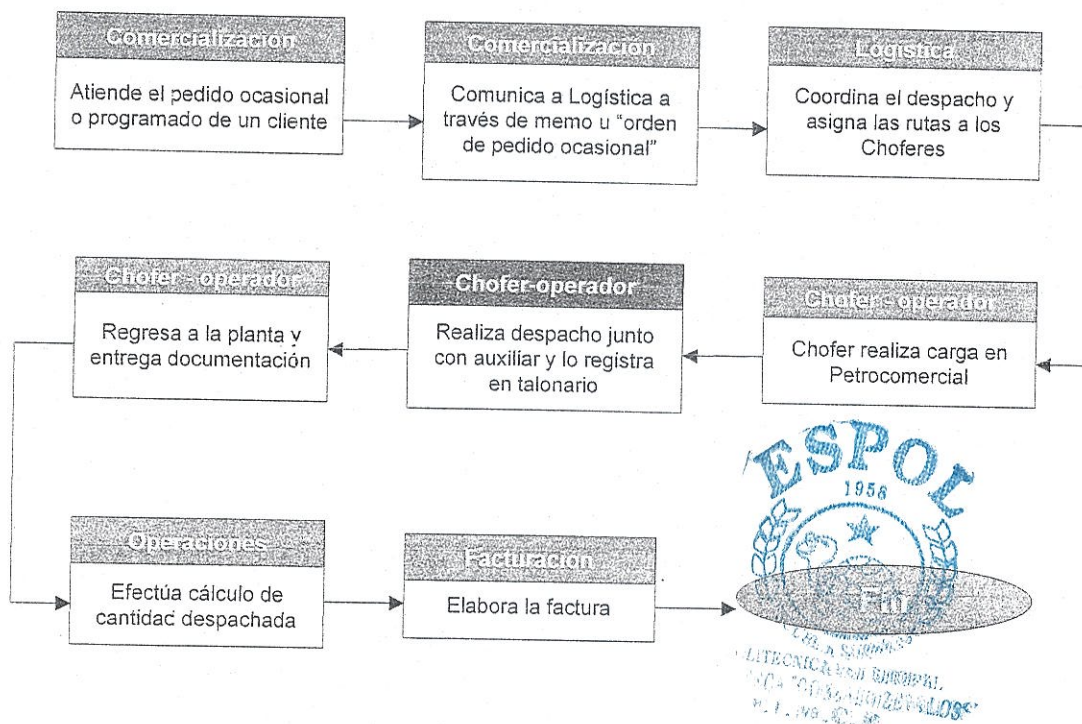 Comercialización
Atiende el pedido ocasional
o programado de un cliente
Comercialización
Comunica a Logística a
través de memo u “orden
de pedido ocasional”
Logística
Coordina el despacho y
asigna las rutas a los
Choferes
Chofer - operador
Chofer realiza carga en
Petrocomercial
Chofer-operador
Realiza despacho junto
con auxiliar y lo registra
en talonario
Chofer - operador
Regresa a la planta y
entrega documentación
Operaciones
Efectúa cálculo de
cantidad despachada
Facturación
Elabora la factura
Fin
ESPOL
1958